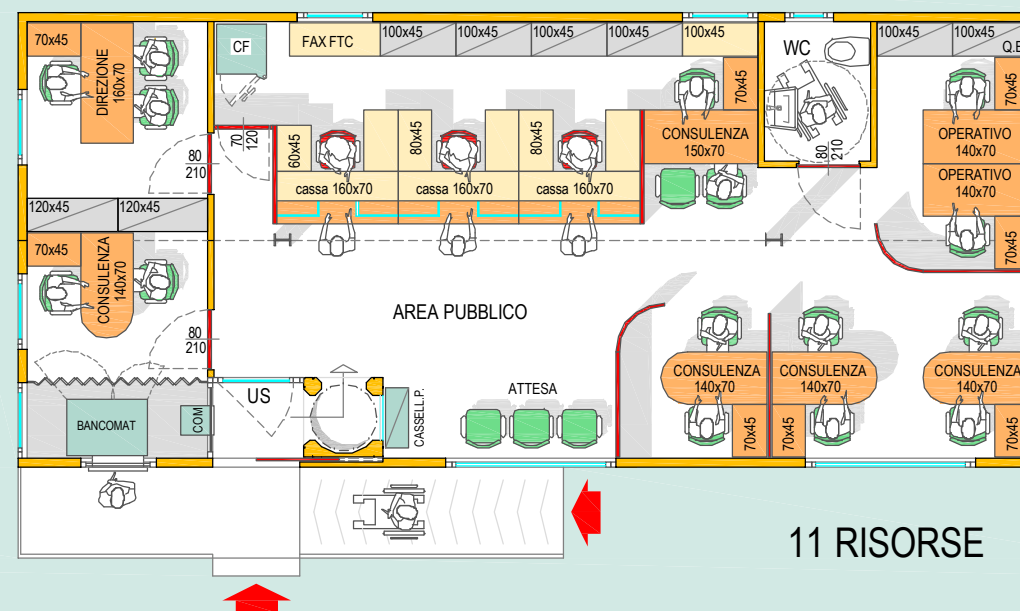 70x45
DIREZIONE
160x70
CF
FAX FTC
100x45
100x45
100x45
100x45
100x45
70x45
WC
100x45
100x45
Q.E
70x45
80
210
70
120
60x45
80x45
80x45
CONSULENZA
150x70
80
210
OPERATIVO
140x70
OPERATIVO
140x70
70x45
cassa 160x70
cassa 160x70
cassa 160x70
120x45
120x45
70x45
CONSULENZA
140x70
80
210
AREA PUBBLICO
US
ATTESA
CASSELL.P.
BANCOMAT
COM
CONSULENZA
140x70
70x45
CONSULENZA
140x70
70x45
CONSULENZA
140x70
70x45
11 RISORSE